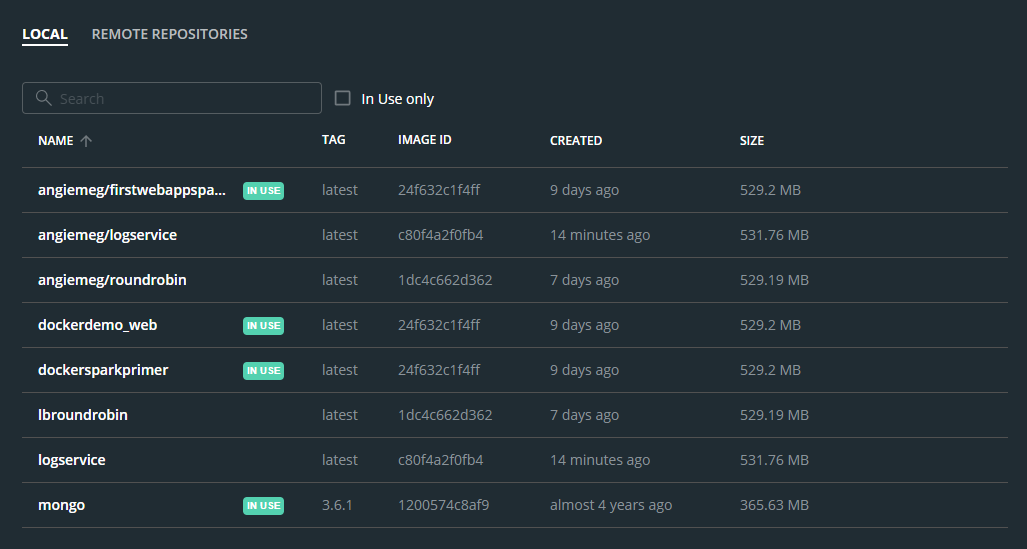 LOCAL REMOTE REPOSITORIES
Search In Use only
NAME TAG IMAGE ID CREATED SIZE
angiemeg/firstwebappspa... IN USE latest 24f632c1f4ff 9 days ago 529.2 MB
angiemeg/logservice latest c80f4a2f0fb4 14 minutes ago 531.76 MB
angiemeg/roundrobin latest 1dc4c662d362 7 days ago 529.19 MB
dockerdemo_web IN USE latest 24f632c1f4ff 9 days ago 529.2 MB
dockersparkprimer IN USE latest 24f632c1f4ff 9 days ago 529.2 MB
lbroundrobin latest 1dc4c662d362 7 days ago 529.19 MB
logservice latest c80f4a2f0fb4 14 minutes ago 531.76 MB
mongo IN USE 3.6.1 1200574c8af9 almost 4 years ago 365.63 MB